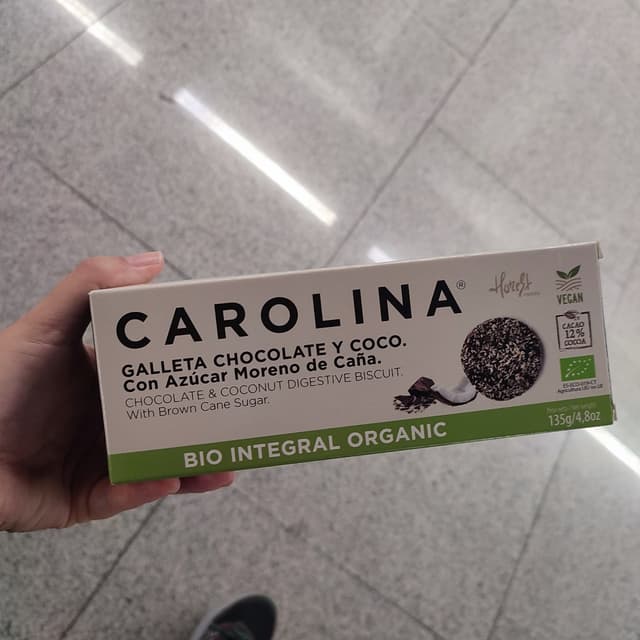 CAROLINA®
GALLETA CHOCOLATE Y COCO.
Con Azúcar Moreno de Caña.
CHOCOLATE & COCONUT DIGESTIVE BISCUIT.
With Brown Cane Sugar.
BIO INTEGRAL ORGANIC
VEGAN
CACAO
12%
COCOA
135g/4,8oz